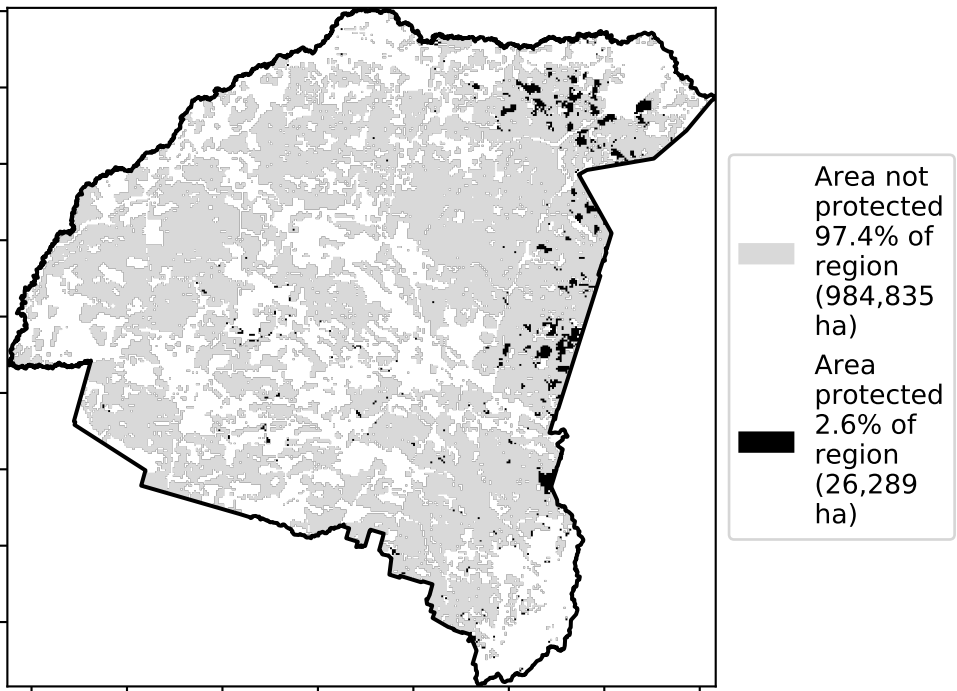 Area not
protected
97.4% of
region
(984,835
ha)
Area
protected
2.6% of
region
(26,289
ha)